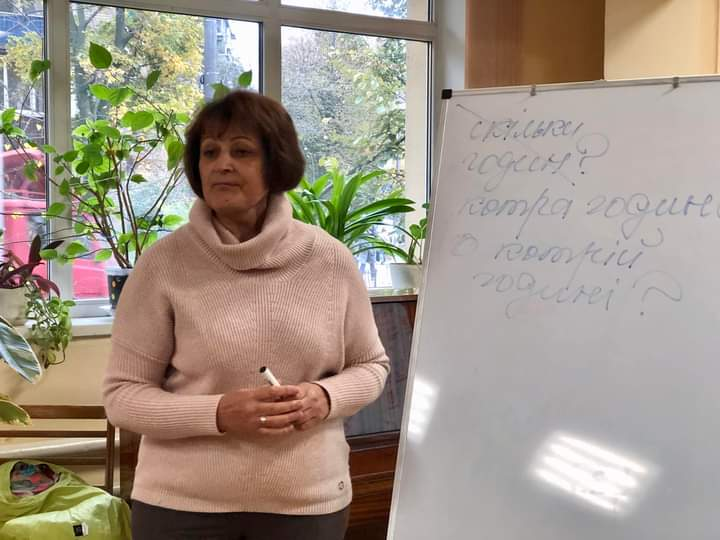 скільки
годин?
котра година
О котрій
годині?